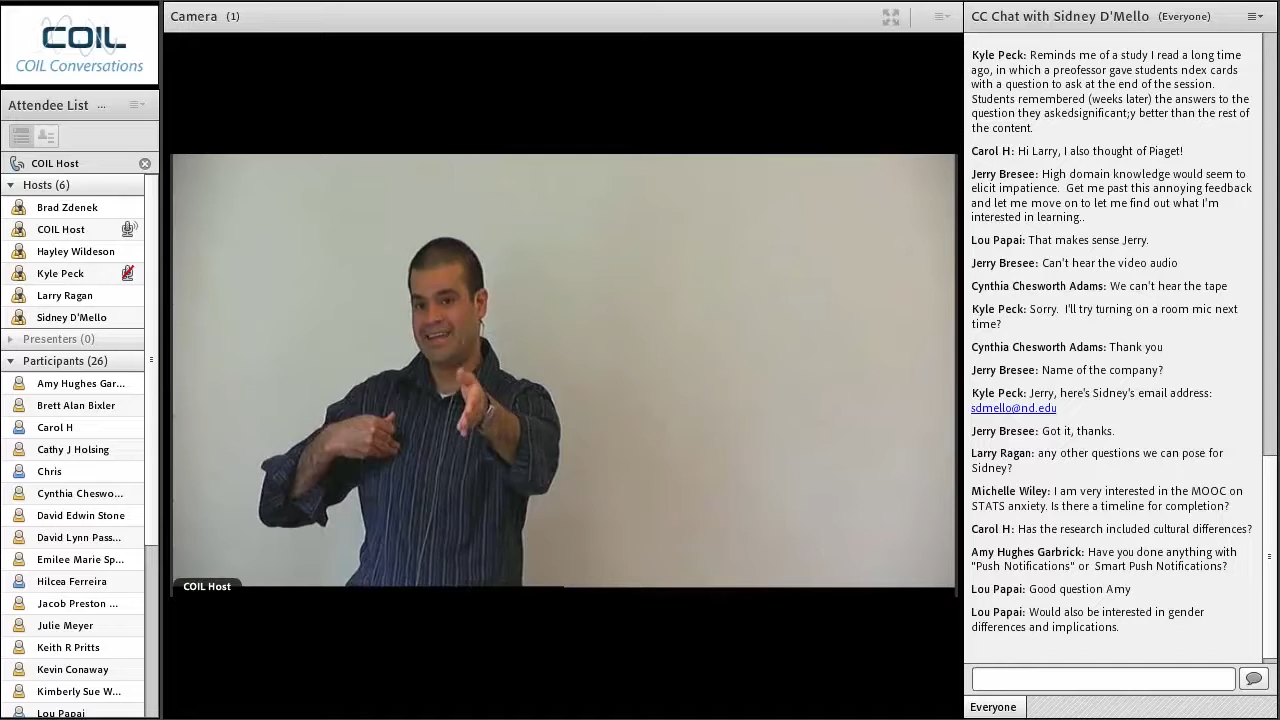 COIL
COIL Conversations
Attendee List ...
COIL Host
Hosts (6)
Brad Zdenek
COIL Host
Hayley Wildeson
Kyle Peck
Larry Ragan
Sidney D'Mello
Presenters (0)
Participants (26)
Amy Hughes Gar...
Brett Alan Bixler
Carol H
Cathy J Holsing
Chris
Cynthia Cheswo...
David Edwin Stone
David Lynn Pass...
Emilee Marie Sp...
Hilcea Ferreira
Jacob Preston ...
Julie Meyer
Keith R Pritts
Kevin Conaway
Kimberly Sue W...
Lou Papai
Camera (1)
COIL Host
CC Chat with Sidney D'Mello (Everyone)
Kyle Peck: Reminds me of a study I read a long time
ago, in which a preofessor gave students ndex cards
with a question to ask at the end of the session.
Students remembered (weeks later) the answers to the
question they askedsignificant;y better than the rest of
the content.
Carol H: Hi Larry, I also thought of Piaget!
Jerry Bresee: High domain knowledge would seem to
elicit impatience. Get me past this annoying feedback
and let me move on to let me find out what I'm
interested in learning..
Lou Papai: That makes sense Jerry.
Jerry Bresee: Can't hear the video audio
Cynthia Chesworth Adams: We can't hear the tape
Kyle Peck: Sorry. I'll try turning on a room mic next
time?
Cynthia Chesworth Adams: Thank you
Jerry Bresee: Name of the company?
Kyle Peck: Jerry, here's Sidney's email address:
sdmello@nd.edu
Jerry Bresee: Got it, thanks.
Larry Ragan: any other questions we can pose for
Sidney?
Michelle Wiley: I am very interested in the MOOC on
STATS anxiety. Is there a timeline for completion?
Carol H: Has the research included cultural differences?
Amy Hughes Garbrick: Have you done anything with
"Push Notifications" or Smart Push Notifications?
Lou Papai: Good question Amy
Lou Papai: Would also be interested in gender
differences and implications.
Everyone